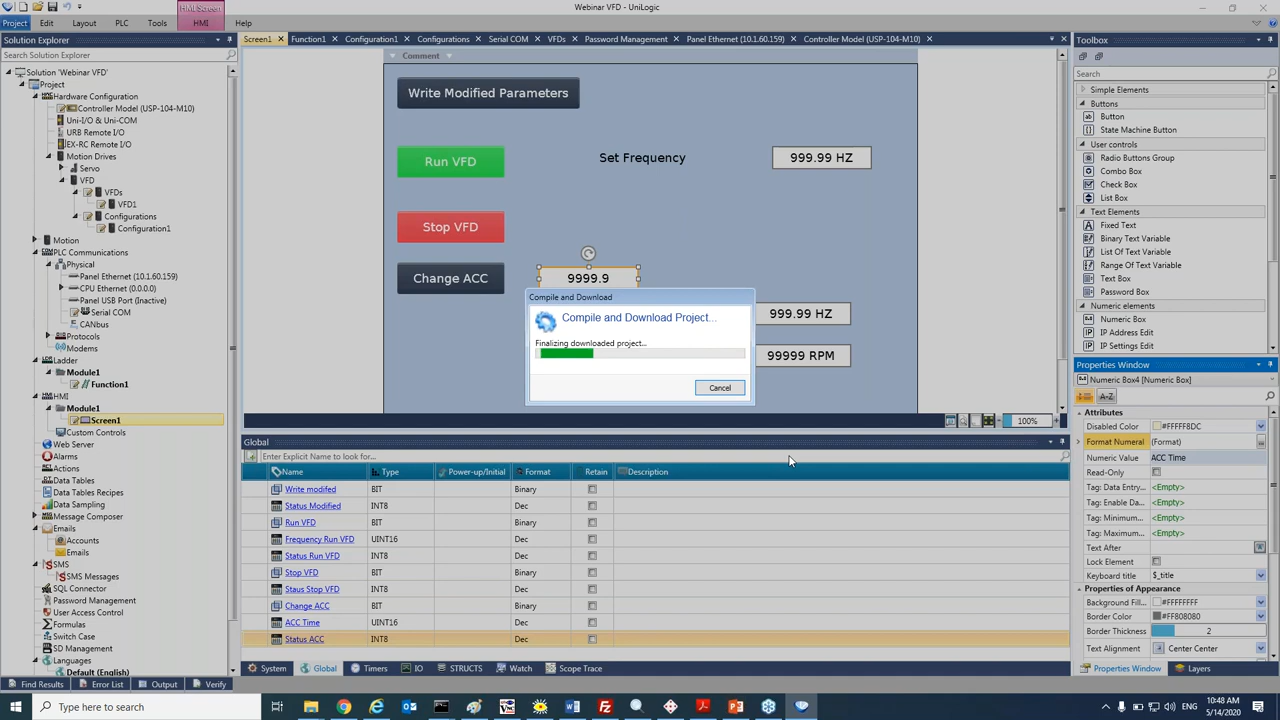 HMI Screen
Webinar VFD* - UniLogic
Project
Edit
Layout
PLC
Tools
HMI
Help
Solution Explorer
Search Solution Explorer
Solution 'Webinar VFD'
Project
Hardware Configuration
Controller Model (USP-104-M10)
Uni-I/O & Uni-COM
URB Remote I/O
EX-RC Remote I/O
Motion Drives
Servo
VFD
VFDs
VFD1
Configurations
Configuration1
Motion
PLC Communications
Physical
Panel Ethernet (10.1.60.159)
CPU Ethernet (0.0.0.0)
Panel USB Port (Inactive)
Serial COM
CANbus
Protocols
Modems
Ladder
Module1
// Function1
HMI
Module1
Screen1
Custom Controls
Web Server
Alarms
Actions
Data Tables
Data Tables Recipes
Data Sampling
Message Composer
Emails
Accounts
Emails
SMS
SMS Messages
SQL Connector
Password Management
User Access Control
Formulas
Switch Case
SD Management
Languages
Default (English)
Find Results
Error List
Output
Verify
Screen1
Function1
Configuration1
Configurations
Serial COM
VFDs
Password Management
Panel Ethernet (10.1.60.159)
Controller Model (USP-104-M10)
Comment
Write Modified Parameters
Run VFD
Set Frequency
999.99 HZ
Stop VFD
Change ACC
9999.9
999.99 HZ
99999 RPM
Compile and Download
Compile and Download Project...
Finalizing downloaded project...
Cancel
100%
Global
Enter Explicit Name to look for...
Name Type Power-up/Initial Format Retain Description
Write modifed BIT Binary
Status Modified INT8 Dec
Run VFD BIT Binary
Frequency Run VFD UINT16 Dec
Status Run VFD INT8 Dec
Stop VFD BIT Binary
Staus Stop VFD INT8 Dec
Change ACC BIT Binary
ACC Time UINT16 Dec
Status ACC INT8 Dec
System
Global
Timers
IO
STRUCTS
Watch
Scope Trace
Toolbox
Search
Simple Elements
Buttons
Button
State Machine Button
User controls
Radio Buttons Group
Combo Box
Check Box
List Box
Text Elements
Fixed Text
Binary Text Variable
List Of Text Variable
Range Of Text Variable
Text Box
Password Box
Numeric elements
Numeric Box
IP Address Edit
IP Settings Edit
Properties Window
Numeric Box4 [Numeric Box]
A-Z
Attributes
Disabled Color #FFFFF8DC
Format Numeral (Format)
Numeric Value ACC Time
Read-Only
Tag: Data Entry... <Empty>
Tag: Enable Da... <Empty>
Tag: Minimum... <Empty>
Tag: Maximum... <Empty>
Text After
Lock Element
Keyboard title $_title
Properties of Appearance
Background Fil... #FFFFFFFF
Border Color #FF808080
Border Thickness 2
Text Alignment Center Center
Properties Window
Layers
Type here to search
ENG
10:48 AM
5/14/2020